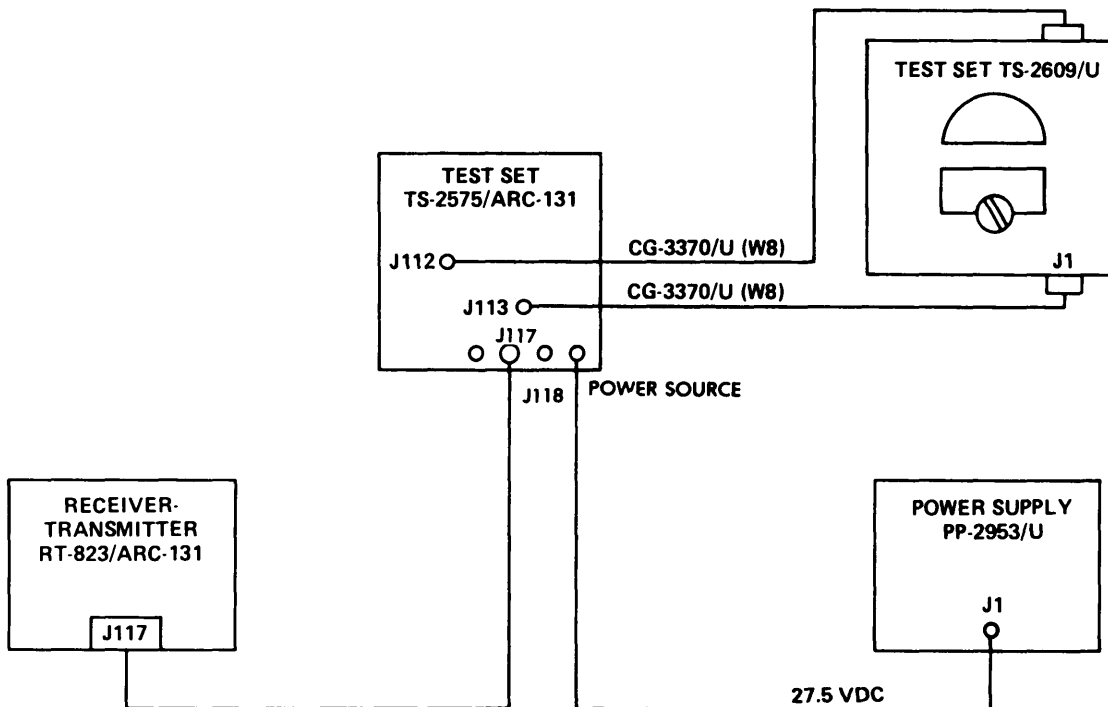 TEST SET TS-2609/U
J1
TEST SET
TS-2575/ARC-131
J112
CG-3370/U (W8)
J113
CG-3370/U (W8)
J117
J118
POWER SOURCE
RECEIVER-
TRANSMITTER
RT-823/ARC-131
J117
POWER SUPPLY
PP-2953/U
J1
27.5 VDC